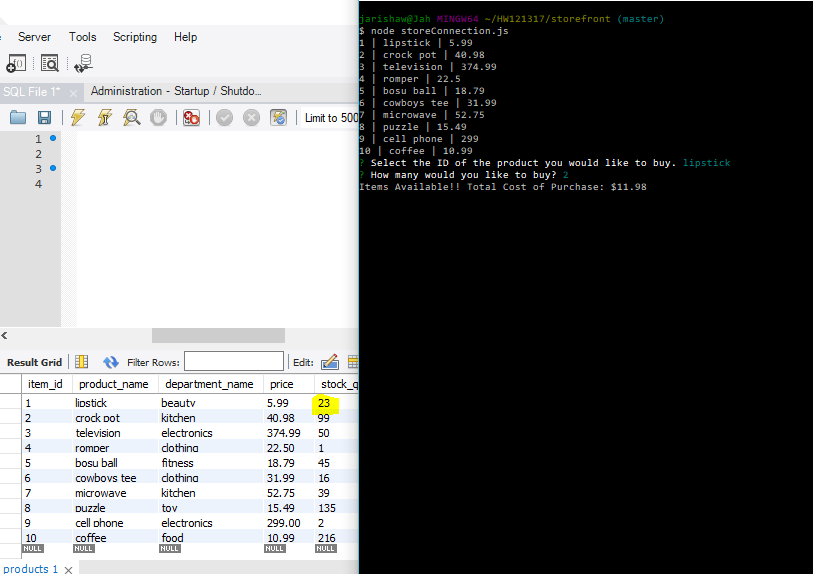 Server Tools Scripting Help
SQL File 1* × Administration - Startup / Shutdo...
Limit to 500
1
2
3
4
Result Grid Filter Rows: Edit:
item_id product_name department_name price stock_q
1 lipstick beauty 5.99 23
2 crock pot kitchen 40.98 99
3 television electronics 374.99 50
4 romper clothing 22.50 1
5 bosu ball fitness 18.79 45
6 cowboys tee clothing 31.99 16
7 microwave kitchen 52.75 39
8 puzzle toy 15.49 135
9 cell phone electronics 299.00 2
10 coffee food 10.99 216
NULL NULL NULL NULL NULL
products 1 ×
jarishaw@Jah MINGW64 ~/HW121317/storefront (master)
$ node storeConnection.js
1 | lipstick | 5.99
2 | crock pot | 40.98
3 | television | 374.99
4 | romper | 22.5
5 | bosu ball | 18.79
6 | cowboys tee | 31.99
7 | microwave | 52.75
8 | puzzle | 15.49
9 | cell phone | 299
10 | coffee | 10.99
? Select the ID of the product you would like to buy. lipstick
? How many would you like to buy? 2
Items Available!! Total Cost of Purchase: $11.98